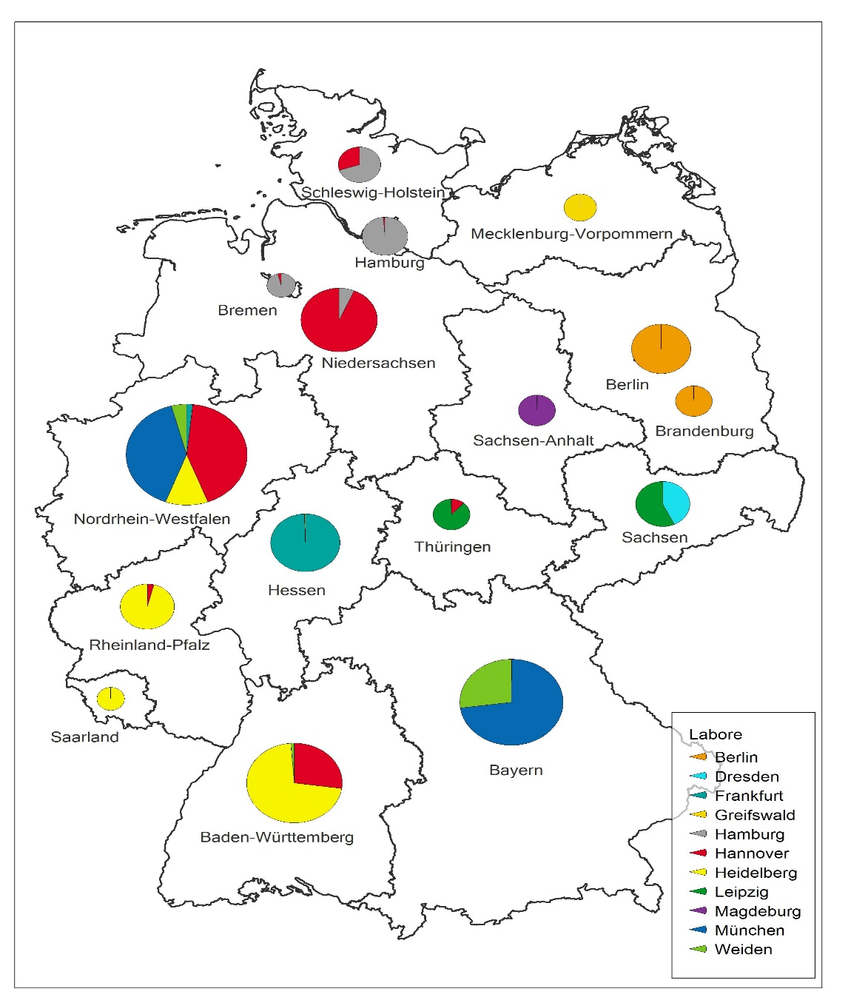 Schleswig-Holstein
Mecklenburg-Vorpommern
Hamburg
Bremen
Niedersachsen
Berlin
Brandenburg
Sachsen-Anhalt
Nordrhein-Westfalen
Sachsen
Thüringen
Hessen
Rheinland-Pfalz
Saarland
Bayern
Baden-Württemberg
Labore
Berlin
Dresden
Frankfurt
Greifswald
Hamburg
Hannover
Heidelberg
Leipzig
Magdeburg
München
Weiden